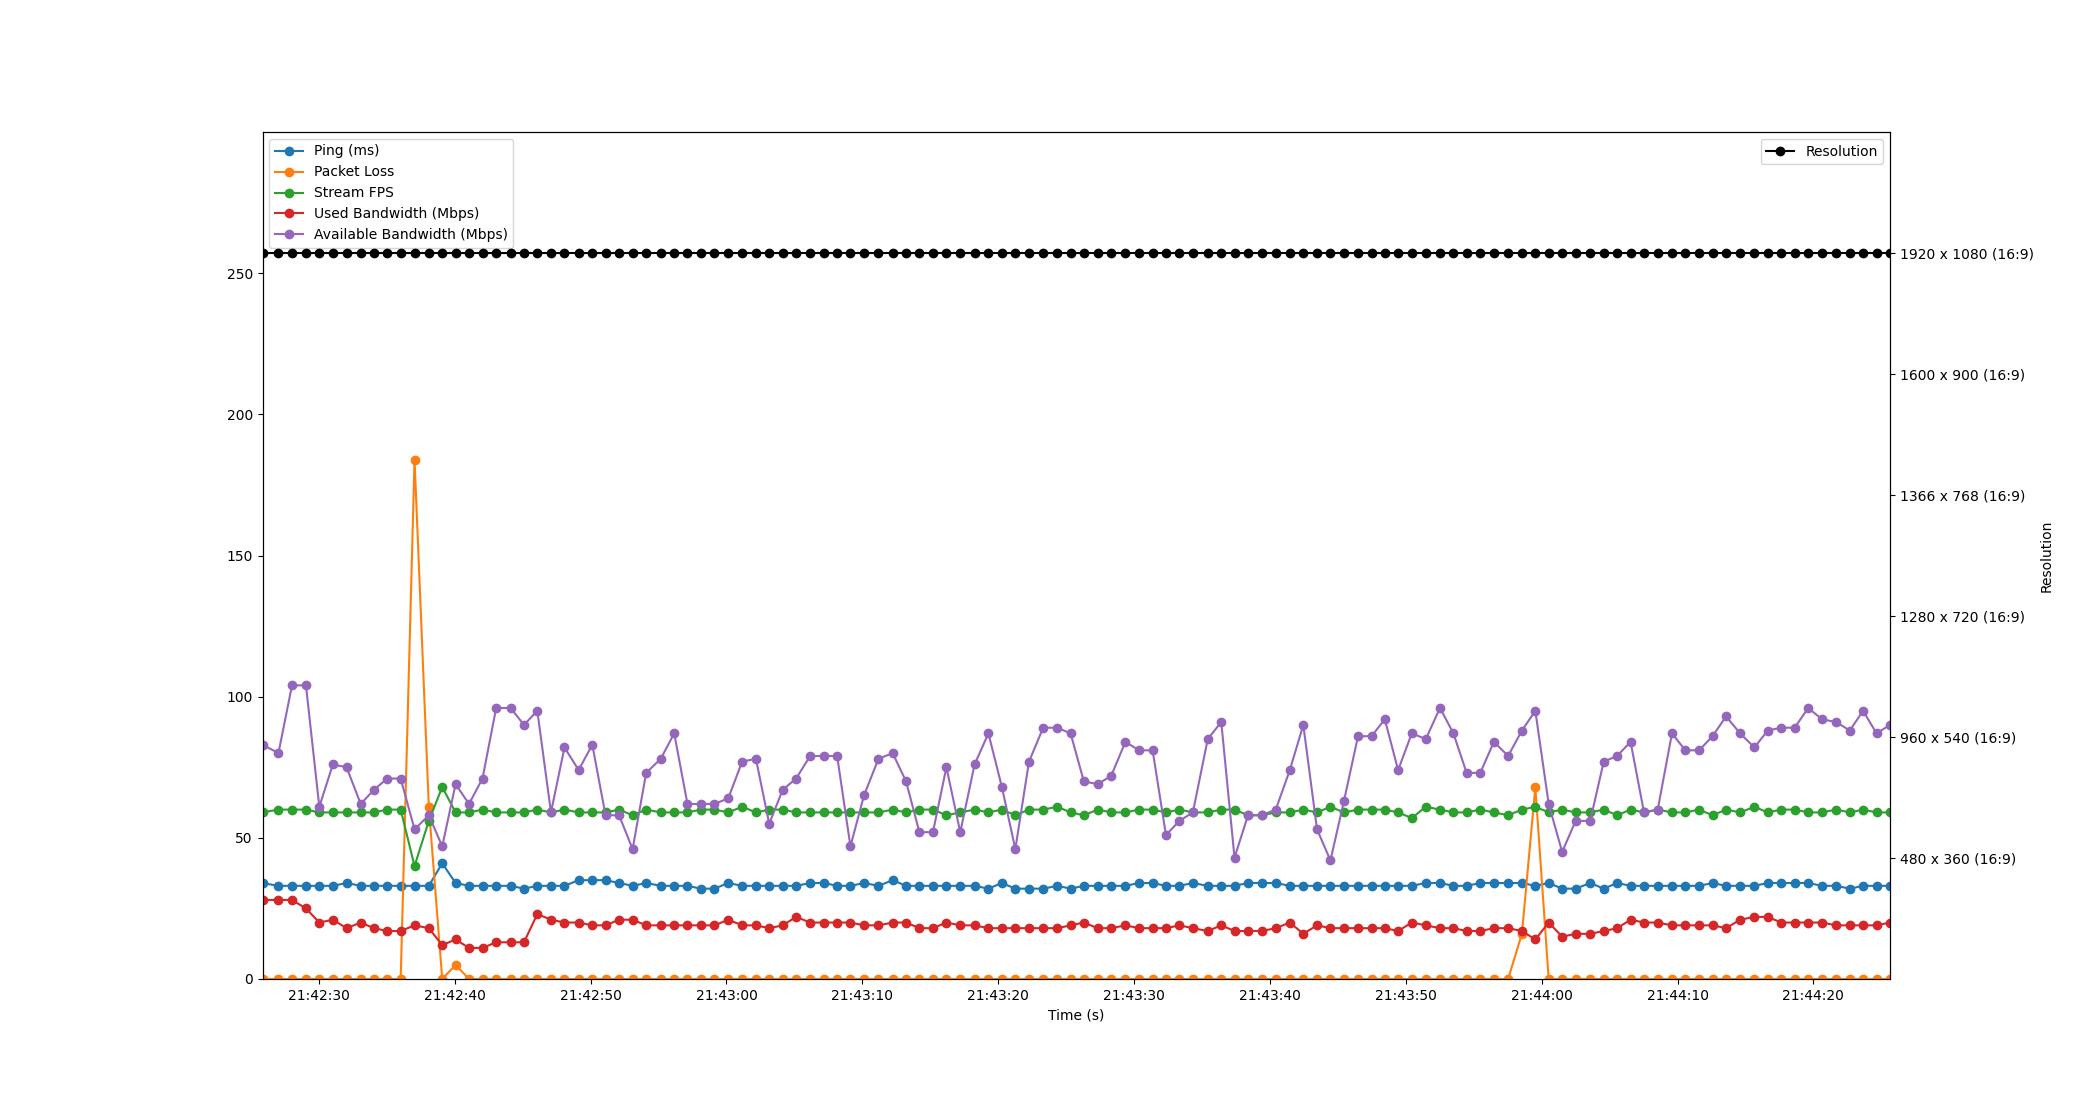 Ping (ms)
Packet Loss
Stream FPS
Used Bandwidth (Mbps)
Available Bandwidth (Mbps)
Resolution
250
200
150
100
50
0
1920 x 1080 (16:9)
1600 x 900 (16:9)
1366 x 768 (16:9)
1280 x 720 (16:9)
960 x 540 (16:9)
480 x 360 (16:9)
Resolution
21:42:30 21:42:40 21:42:50 21:43:00 21:43:10 21:43:20 21:43:30 21:43:40 21:43:50 21:44:00 21:44:10 21:44:20
Time (s)